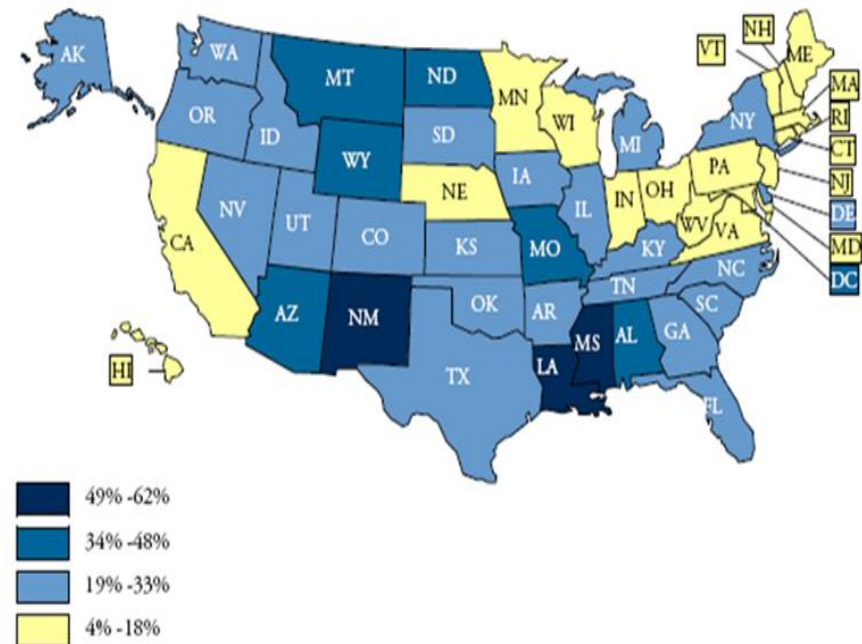 AK
WA
MT
ND
MN
VT
NH
ME
MA
RI
CT
NJ
DE
MD
DC
OR
ID
WY
SD
WI
MI
NY
PA
NE
IA
IL
IN
OH
WV
VA
NV
UT
CO
KS
MO
KY
NC
CA
TN
SC
AZ
NM
OK
AR
MS
AL
GA
TX
LA
FL
HI
49% -62%
34% -48%
19% -33%
4% -18%